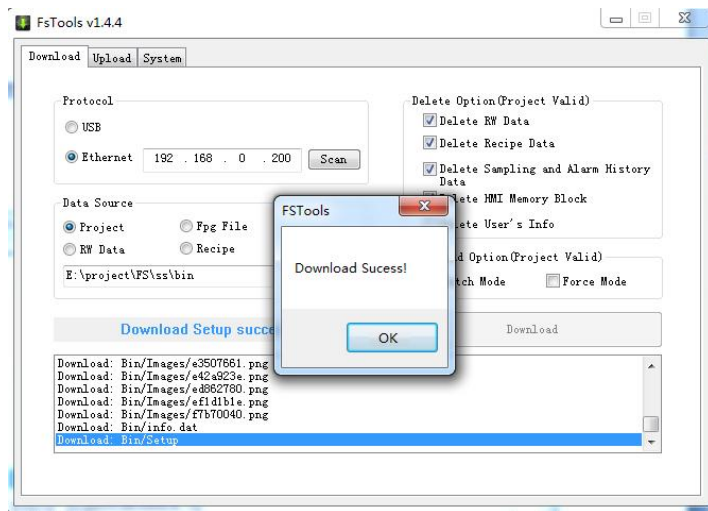 FsTools v1.4.4
Download Upload System
Protocol
USB
Ethernet 192 . 168 . 0 . 200 Scan
Data Source
Project Fpg File
RW Data Recipe
E:\project\FS\ss\bin
Delete Option(Project Valid)
Delete RW Data
Delete Recipe Data
Delete Sampling and Alarm History
Data
HMI Memory Block
User's Info
Option(Project Valid)
Mode Force Mode
FSTools
Download Sucess!
OK
Download Setup
Download
Download: Bin/Images/e3507661.png
Download: Bin/Images/e42a923e.png
Download: Bin/Images/ed862780.png
Download: Bin/Images/ef1d1b1e.png
Download: Bin/Images/f7b70040.png
Download: Bin/info.dat
Download: Bin/Setup